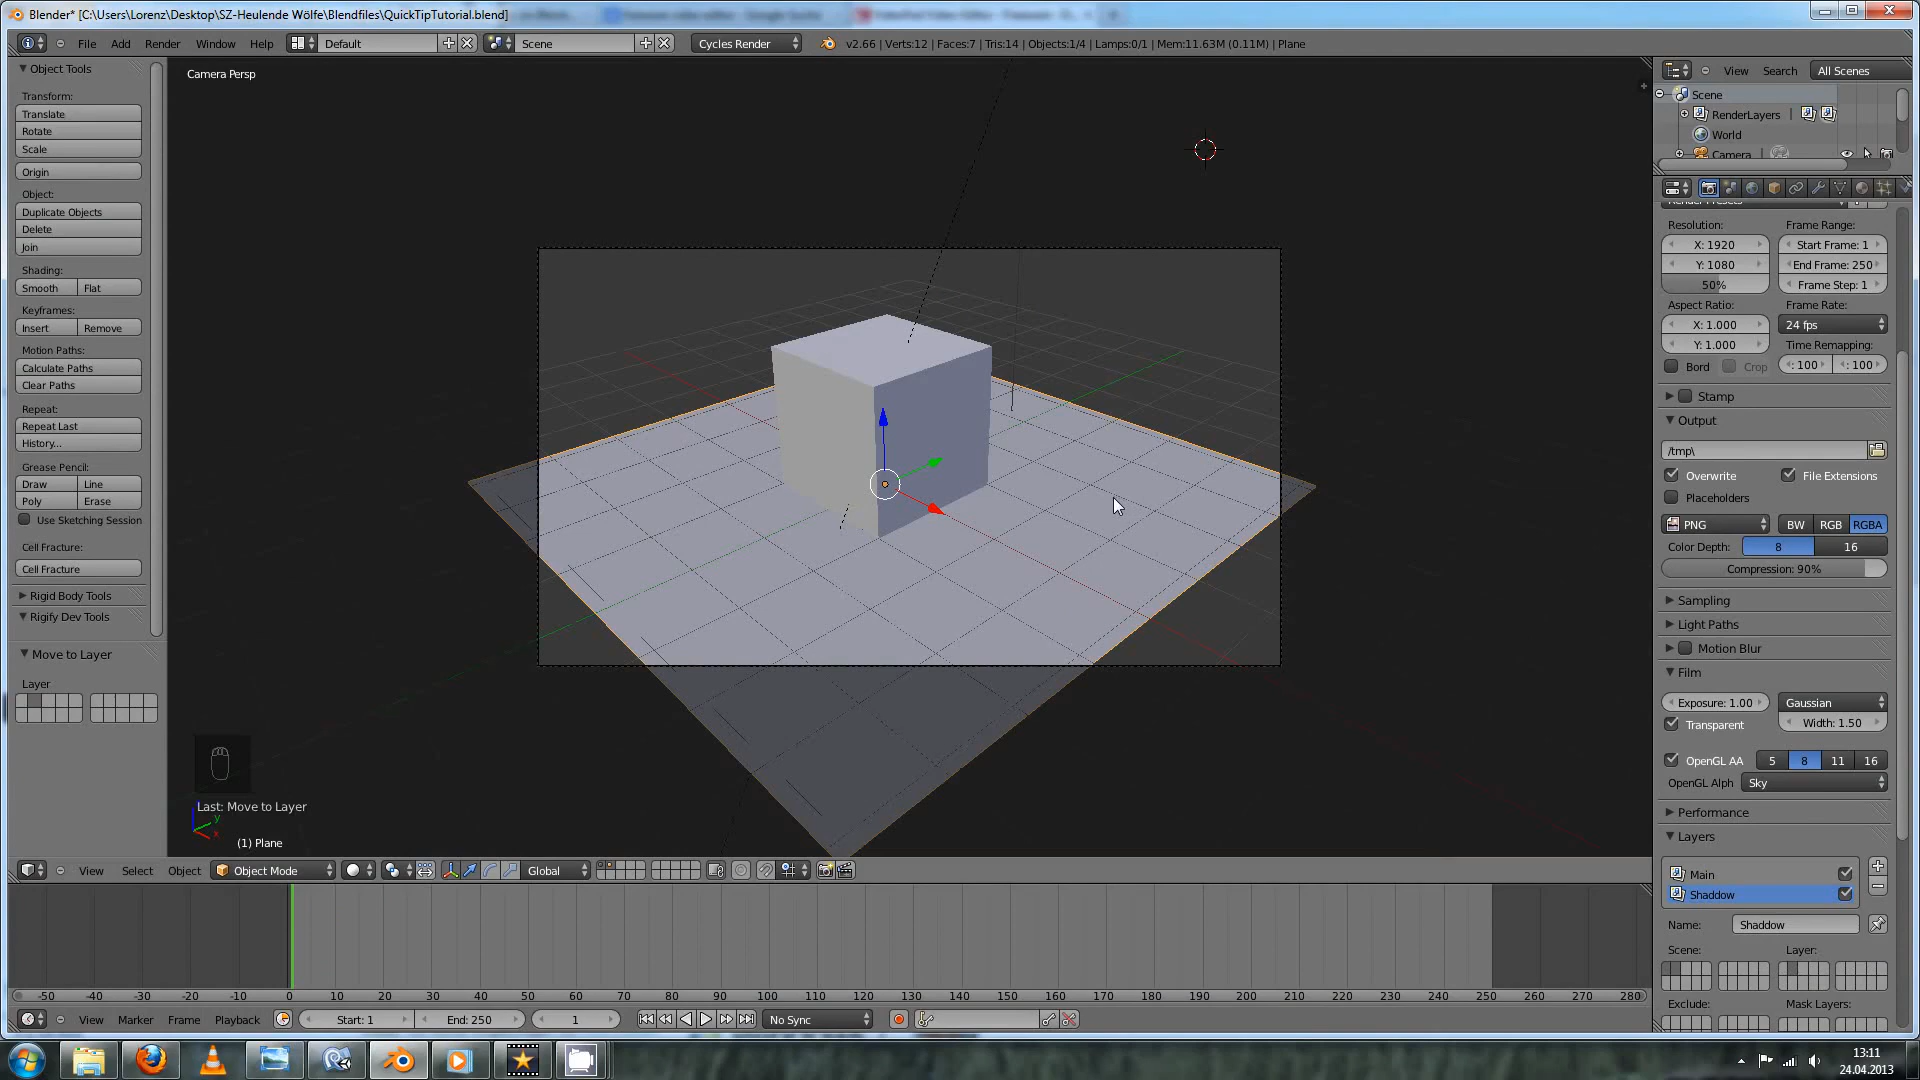 Blender* [C:\Users\Lorenz\Desktop\SZ-Heulende Wölfe\Blendfiles\QuickTipTutorial.blend]
File Add Render Window Help Default Scene Cycles Render v2.66 | Verts:12 | Faces:7 | Tris:14 | Objects:1/4 | Lamps:0/1 | Mem:11.63M (0.11M) | Plane
Object Tools
Transform:
Translate
Rotate
Scale
Origin
Object:
Duplicate Objects
Delete
Join
Shading:
Smooth Flat
Keyframes:
Insert Remove
Motion Paths:
Calculate Paths
Clear Paths
Repeat:
Repeat Last
History...
Grease Pencil:
Draw Line
Poly Erase
Use Sketching Session
Cell Fracture:
Cell Fracture
Rigid Body Tools
Rigify Dev Tools
Move to Layer
Layer
Camera Persp
Last: Move to Layer
z
y
x
(1) Plane
View Search All Scenes
Scene
RenderLayers
World
Camera
Render Presets
Resolution: Frame Range:
X: 1920 Start Frame: 1
Y: 1080 End Frame: 250
50% Frame Step: 1
Aspect Ratio: Frame Rate:
X: 1.000 24 fps
Y: 1.000 Time Remapping:
Bord Crop : 100 : 100
Stamp
Output
/tmp\
Overwrite File Extensions
Placeholders
PNG BW RGB RGBA
Color Depth: 8 16
Compression: 90%
Sampling
Light Paths
Motion Blur
Film
Exposure: 1.00 Gaussian
Transparent Width: 1.50
OpenGL AA 5 8 11 16
OpenGL Alph Sky
Performance
Layers
Main
Shaddow
Name: Shaddow
Scene: Layer:
Exclude: Mask Layers:
View Select Object Object Mode Global
-50 -40 -30 -20 -10 0 10 20 30 40 50 60 70 80 90 100 110 120 130 140 150 160 170 180 190 200 210 220 230 240 250 260 270 280
View Marker Frame Playback Start: 1 End: 250 1 No Sync
13:11
24.04.2013